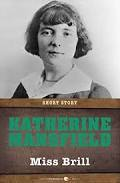 SHORT STORY
KATHERINE
MANSFIELD
Miss Brill